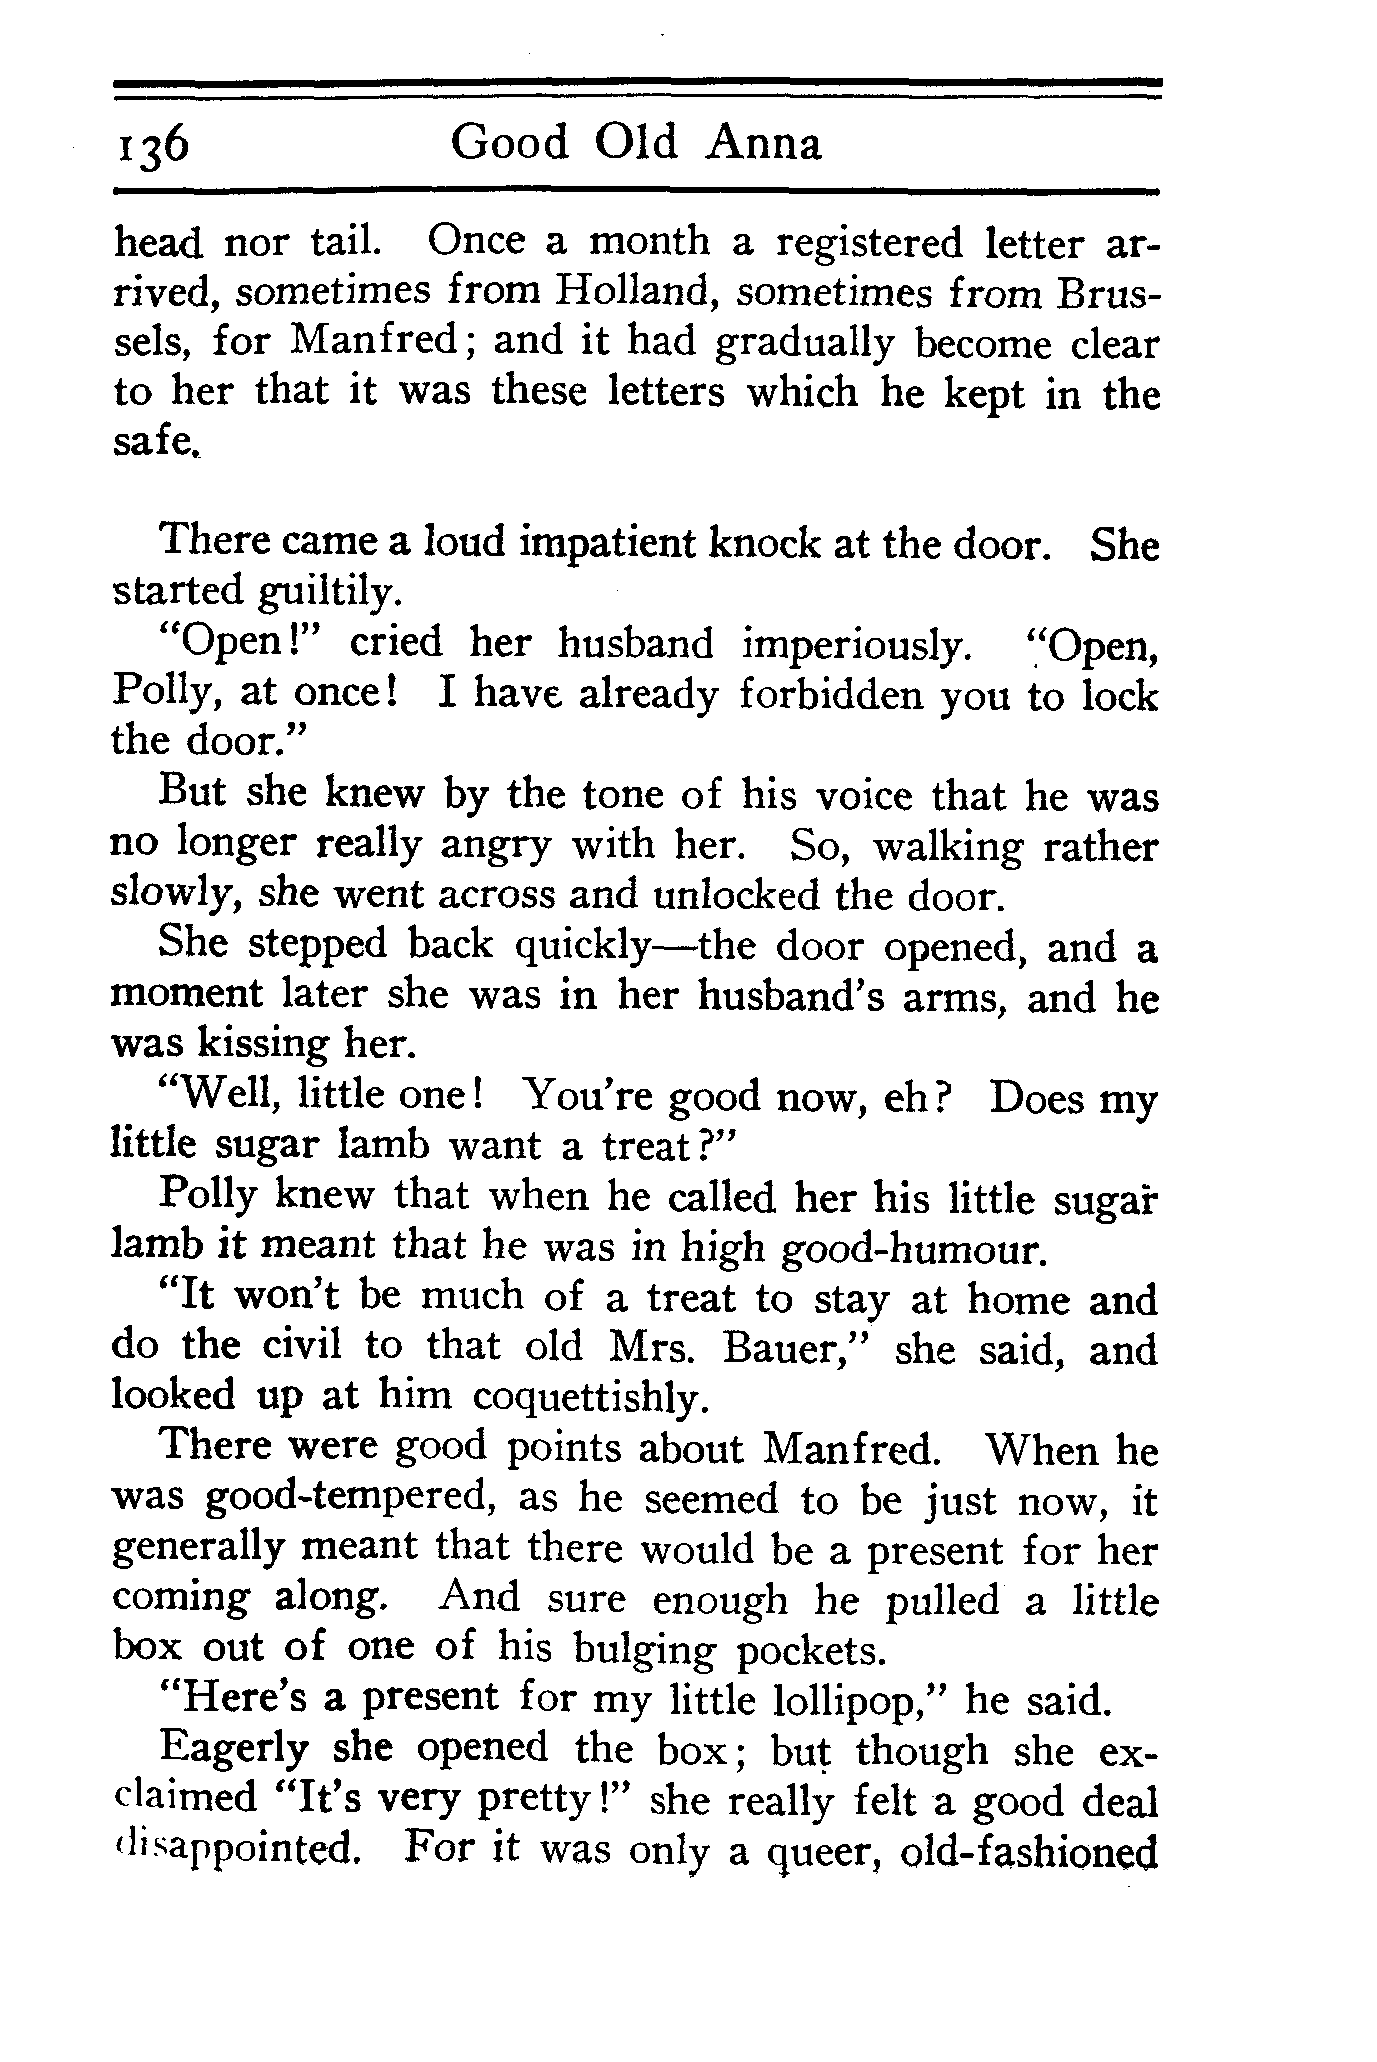 136 Good Old Anna
head nor tail. Once a month a registered letter ar-
rived, sometimes from Holland, sometimes from Brus-
sels, for Manfred; and it had gradually become clear
to her that it was these letters which he kept in the
safe.
There came a loud impatient knock at the door. She
started guiltily.
“Open!” cried her husband imperiously. “Open,
Polly, at once! I have already forbidden you to lock
the door.”
But she knew by the tone of his voice that he was
no longer really angry with her. So, walking rather
slowly, she went across and unlocked the door.
She stepped back quickly—the door opened, and a
moment later she was in her husband's arms, and he
was kissing her.
“Well, little one! You're good now, eh? Does my
little sugar lamb want a treat?”
Polly knew that when he called her his little sugar
lamb it meant that he was in high good-humour.
“It won't be much of a treat to stay at home and
do the civil to that old Mrs. Bauer,” she said, and
looked up at him coquettishly.
There were good points about Manfred. When he
was good-tempered, as he seemed to be just now, it
generally meant that there would be a present for her
coming along. And sure enough he pulled a little
box out of one of his bulging pockets.
“Here's a present for my little lollipop,” he said.
Eagerly she opened the box; but though she ex-
claimed “It's very pretty!” she really felt a good deal
disappointed. For it was only a queer, old-fashioned